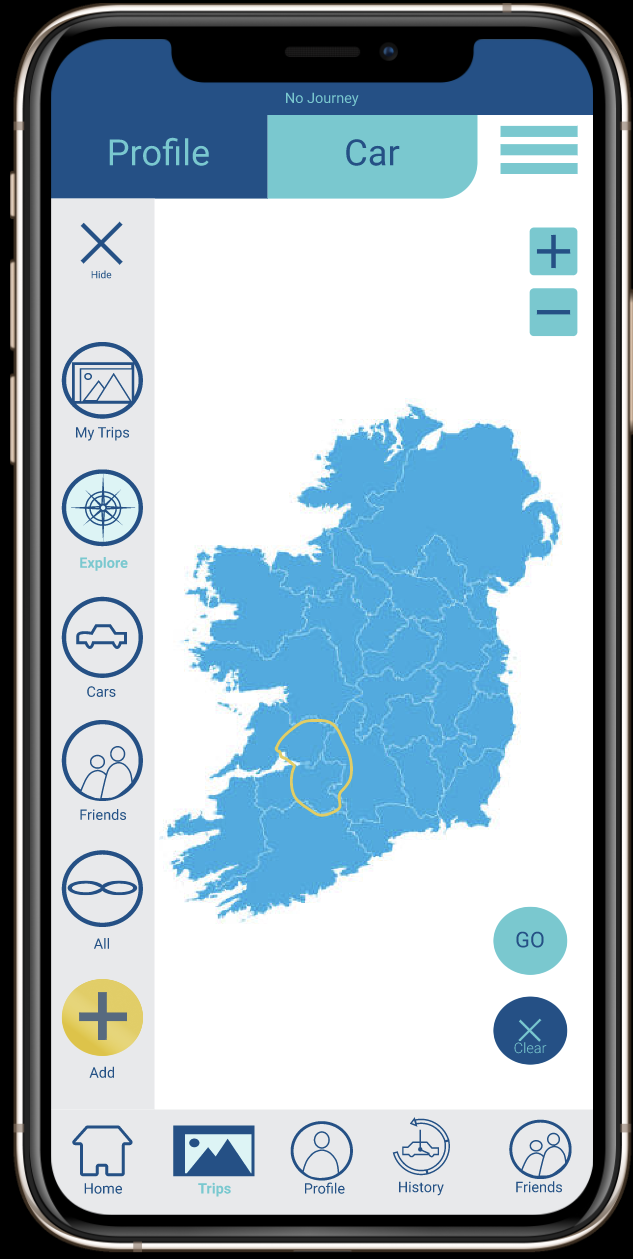 No Journey
Profile
Car
Hide
My Trips
Explore
Cars
Friends
All
Add
GO
Clear
Home
Trips
Profile
History
Friends